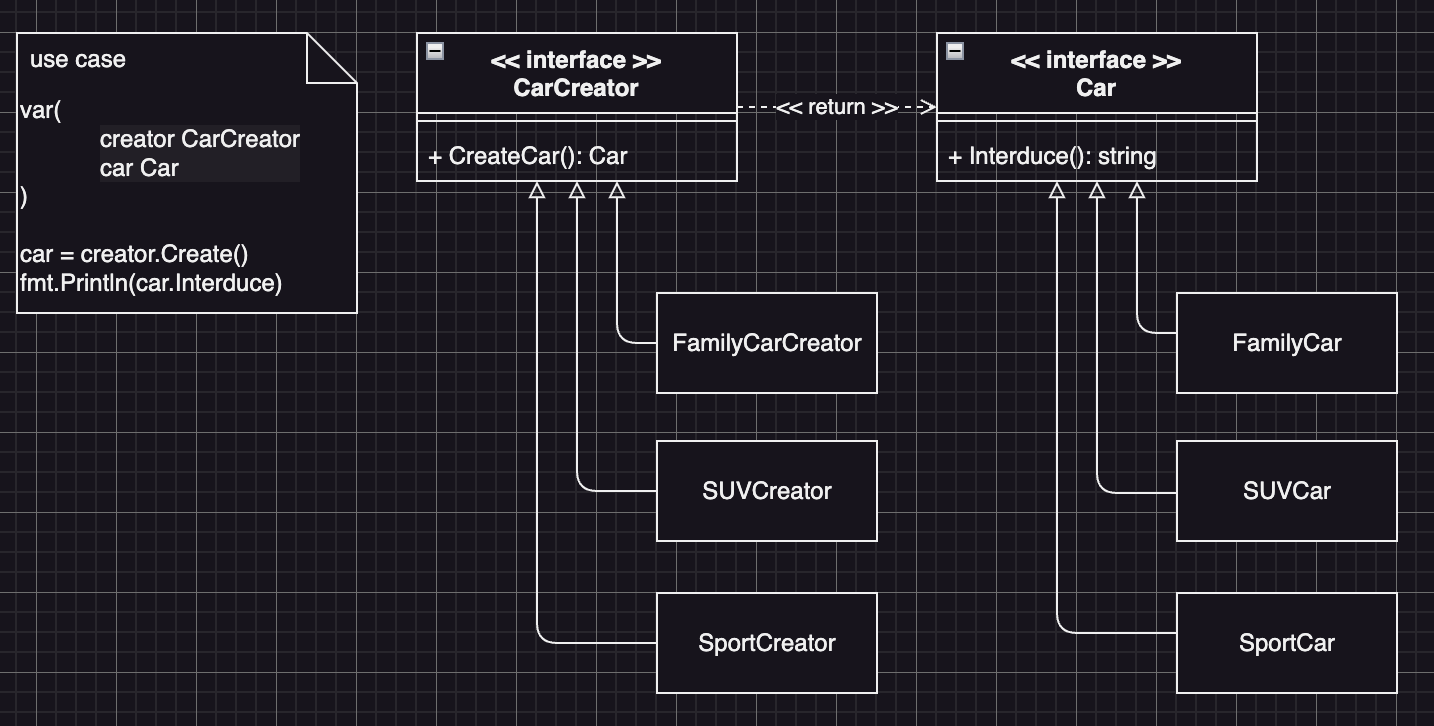 use case
var(
creator CarCreator
car Car
)
car = creator.Create()
fmt.Println(car.Interduce)
<< interface >>
CarCreator
+ CreateCar(): Car
<< return >>
<< interface >>
Car
+ Interduce(): string
FamilyCarCreator
FamilyCar
SUVCreator
SUVCar
SportCreator
SportCar